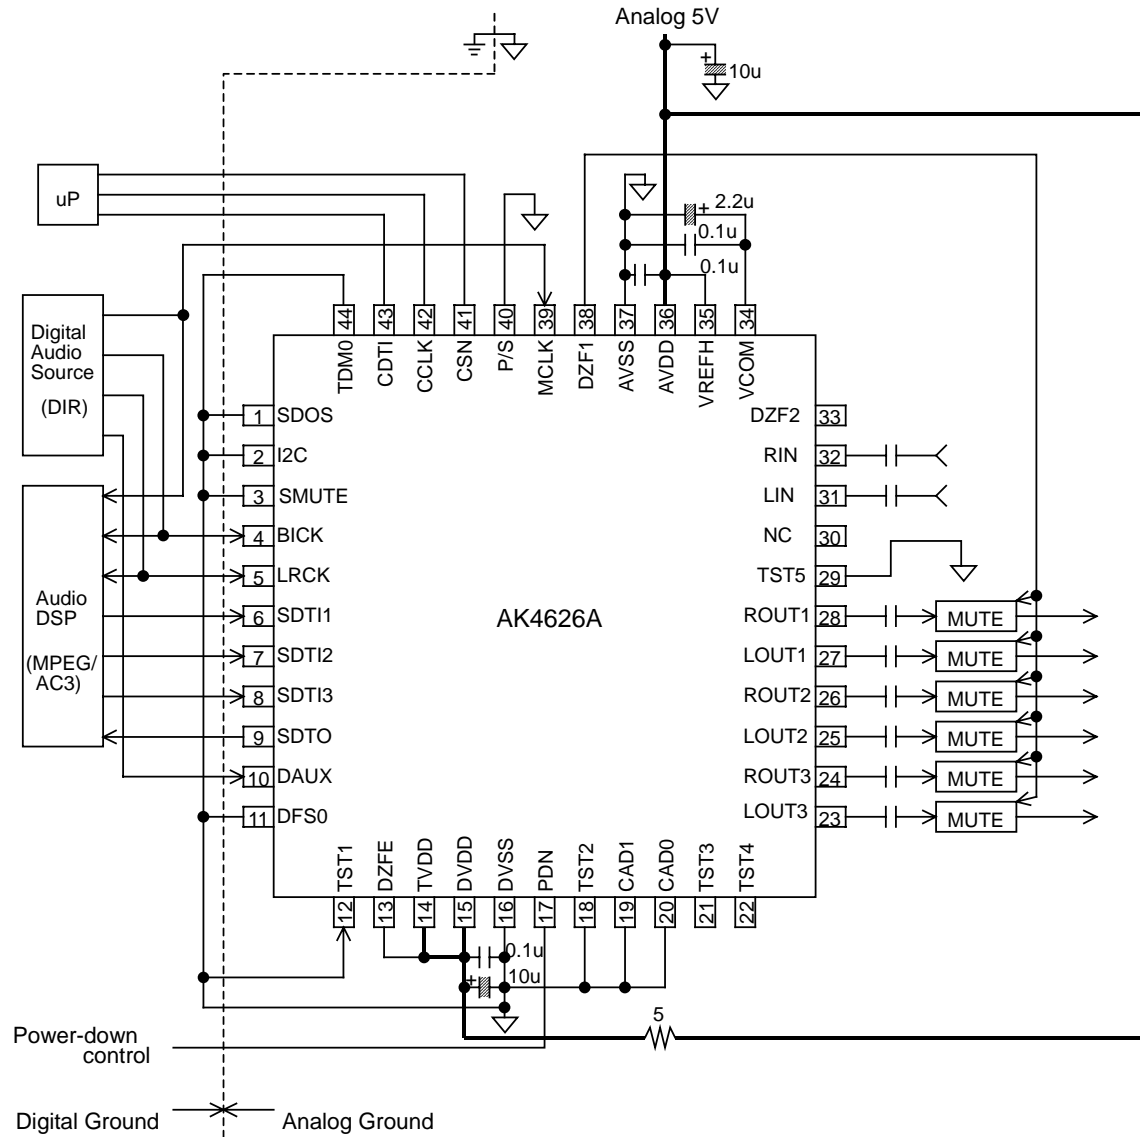 Analog 5V
+
10u
uP
+
2.2u
0.1u
0.1u
44
43
42
41
40
39
38
37
36
35
34
TDM0
CDTI
CCLK
CSN
P/S
MCLK
DZF1
AVSS
AVDD
VREFH
VCOM
Digital
Audio
Source
(DIR)
Audio
DSP
(MPEG/
AC3)
1 SDOS
2 I2C
3 SMUTE
4 BICK
5 LRCK
6 SDTI1
7 SDTI2
8 SDTI3
9 SDTO
10 DAUX
11 DFS0
AK4626A
DZF2 33
RIN 32
LIN 31
NC 30
TST5 29
ROUT1 28 MUTE
LOUT1 27 MUTE
ROUT2 26 MUTE
LOUT2 25 MUTE
ROUT3 24 MUTE
LOUT3 23 MUTE
TST1
DZFE
TVDD
DVDD
DVSS
PDN
TST2
CAD1
CAD0
TST3
TST4
12
13
14
15
16
17
18
19
20
21
22
0.1u
+
10u
5
Power-down
control
Digital Ground
Analog Ground